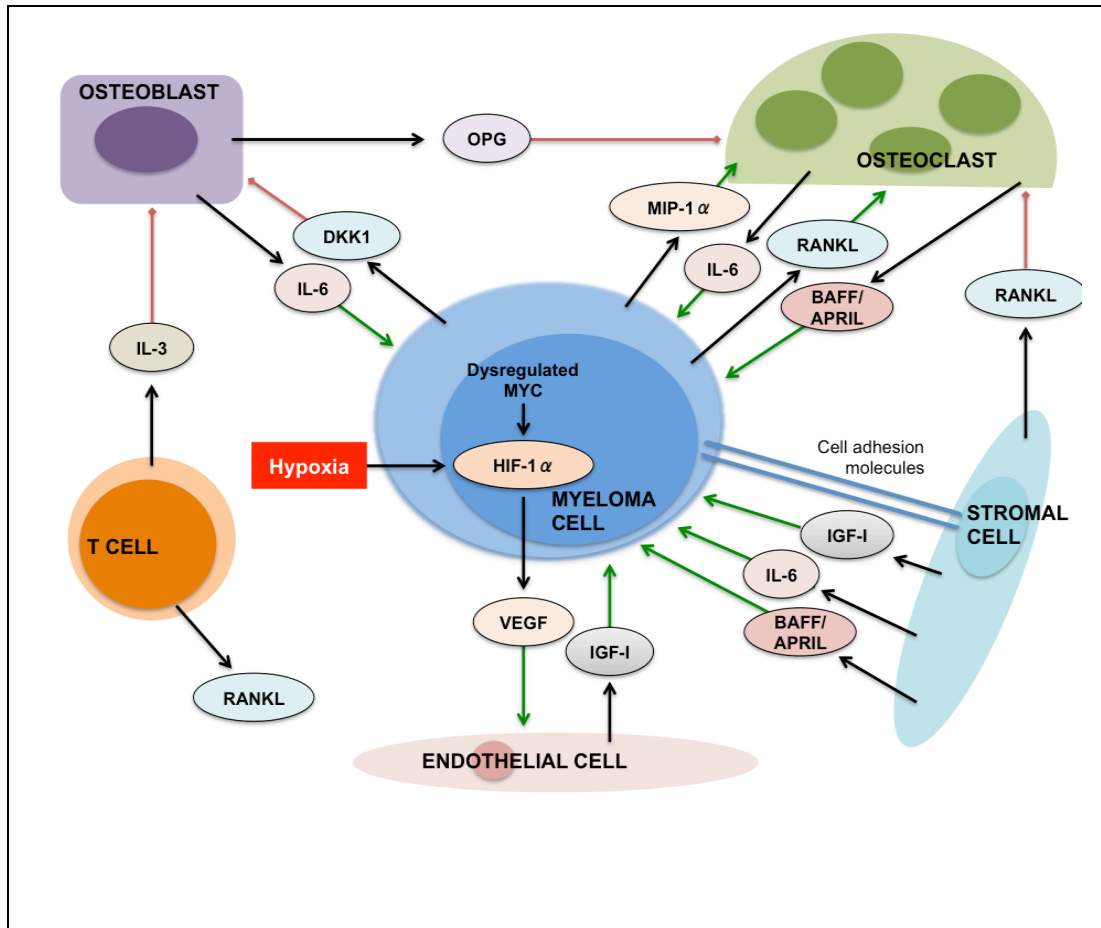 OSTEOBLAST
OPG
OSTEOCLAST
MIP-1 α
DKK1
RANKL
IL-6
IL-6
BAFF/
APRIL
RANKL
IL-3
Dysregulated
MYC
Cell adhesion
molecules
Hypoxia
HIF-1 α
MYELOMA
CELL
STROMAL
CELL
T CELL
IGF-I
IL-6
VEGF
BAFF/
APRIL
IGF-I
RANKL
ENDOTHELIAL CELL